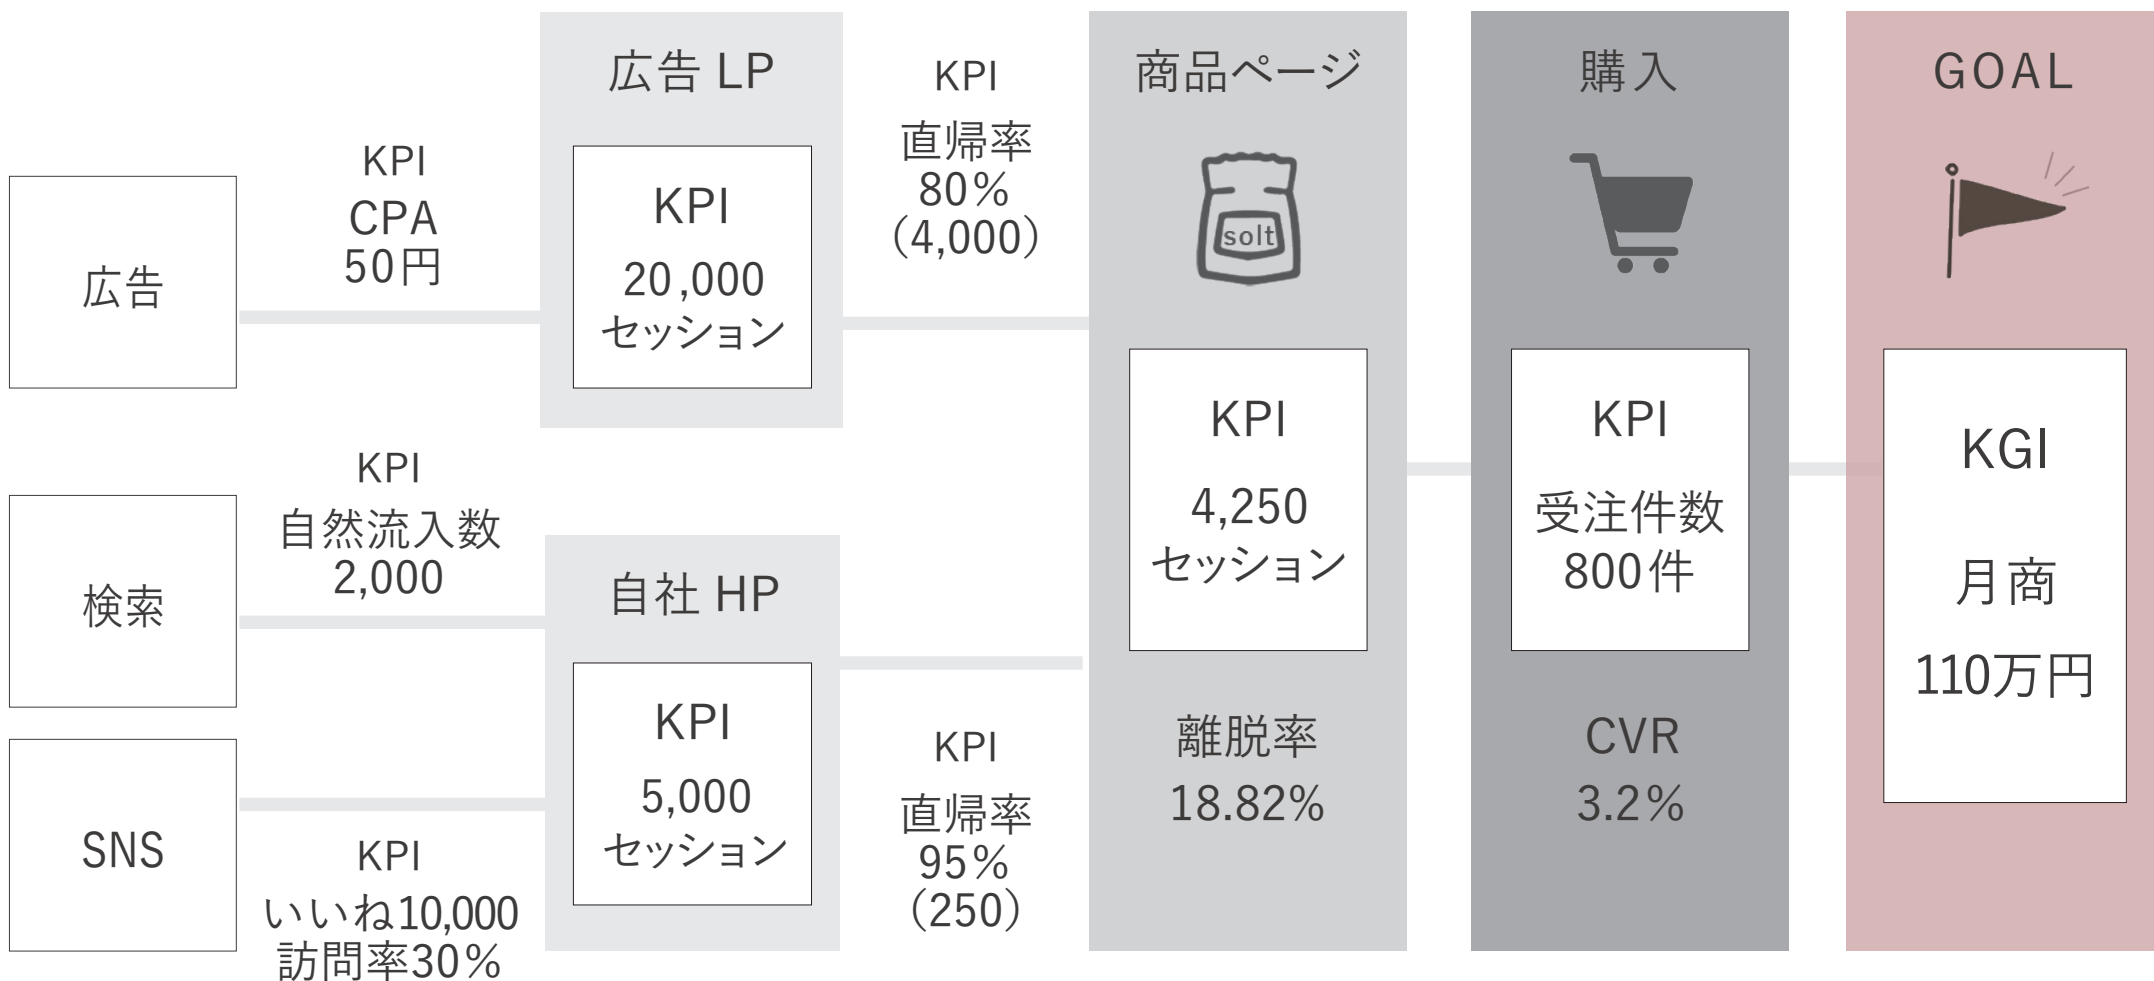 広告
検索
SNS
KPI
CPA
50円
KPI
自然流入数
2,000
KPI
いいね10,000
訪問率30%
広告 LP
KPI
20,000
セッション
自社 HP
KPI
5,000
セッション
KPI
直帰率
80%
(4,000)
KPI
直帰率
95%
(250)
商品ページ
solt
KPI
4,250
セッション
離脱率
18.82%
購入
KPI
受注件数
800件
CVR
3.2%
GOAL
KGI
月商
110万円